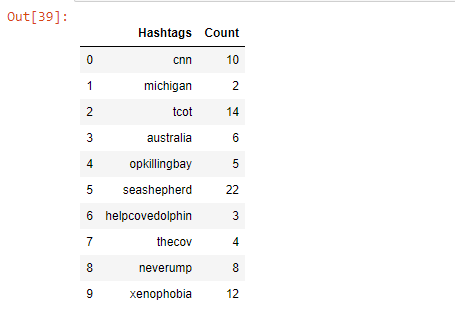 Out[39]:
Hashtags Count
0 cnn 10
1 michigan 2
2 tcot 14
3 australia 6
4 opkillingbay 5
5 seashepherd 22
6 helpcovedolphin 3
7 thecov 4
8 neverump 8
9 xenophobia 12